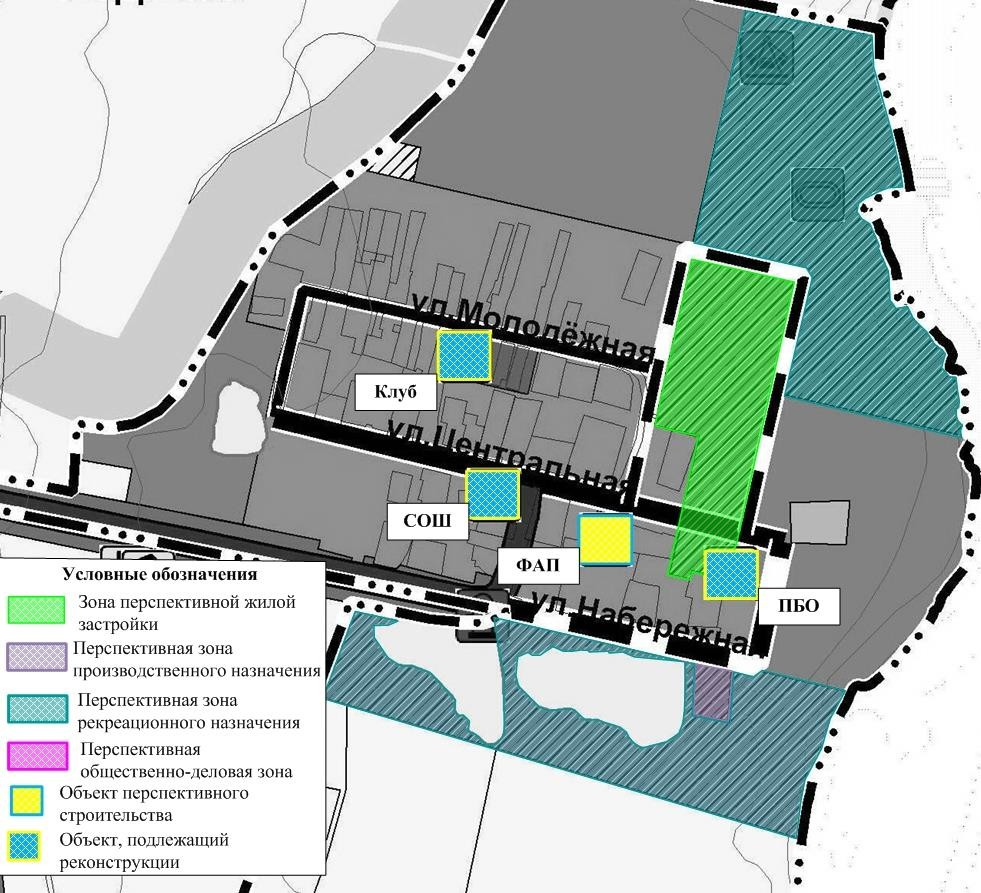 ул.Молодёжная
Клуб
ул.Центральная
СОШ
ФАП
ПБО
ул.Набережная
Условные обозначения
Зона перспективной жилой
застройки
Перспективная зона
производственного назначения
Перспективная зона
рекреационного назначения
Перспективная
общественно-деловая зона
Объект перспективного
строительства
Объект, подлежащий
реконструкции